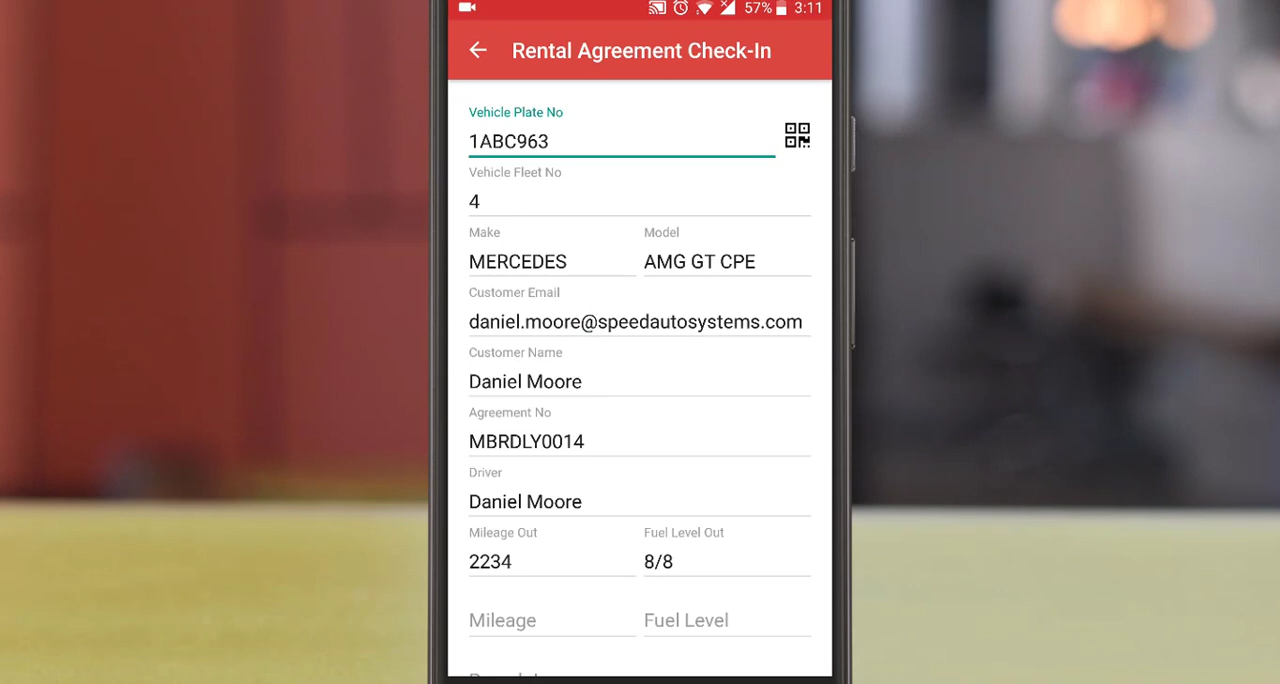 57% 3:11
Rental Agreement Check-In
Vehicle Plate No
1ABC963
Vehicle Fleet No
4
Make Model
MERCEDES AMG GT CPE
Customer Email
daniel.moore@speedautosystems.com
Customer Name
Daniel Moore
Agreement No
MBRDLY0014
Driver
Daniel Moore
Mileage Out Fuel Level Out
2234 8/8
Mileage Fuel Level